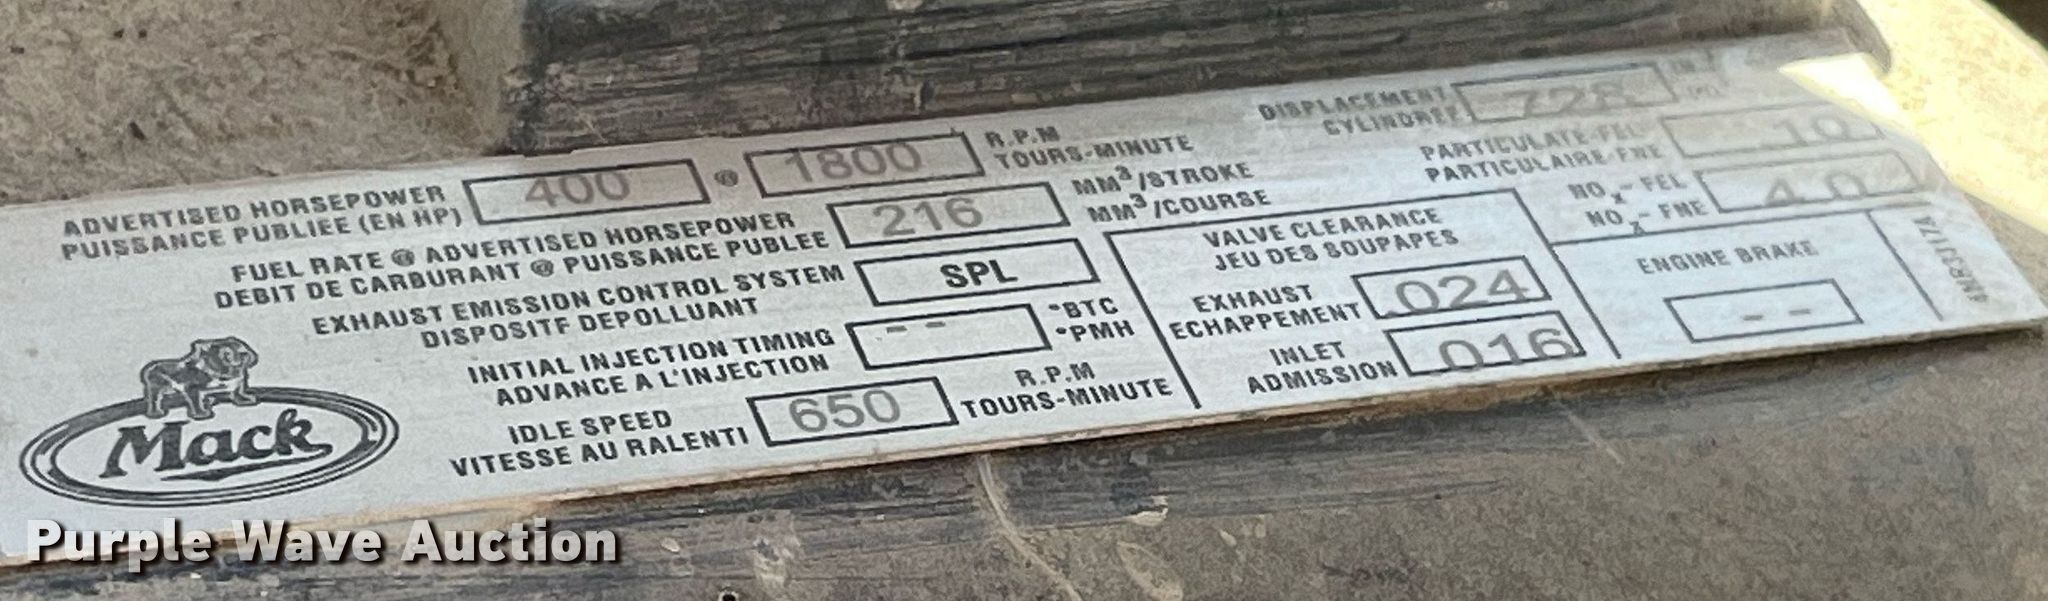 ADVERTISED HORSEPOWER 400 @ 1800 R.P.M
PUISSANCE PUBLIEE (EN HP) TOURS-MINUTE
FUEL RATE @ ADVERTISED HORSEPOWER 216 MM³/STROKE
DEBIT DE CARBURANT @ PUISSANCE PUBLEE MM³/COURSE
EXHAUST EMISSION CONTROL SYSTEM SPL
DISPOSITF DEPOLLUANT
INITIAL INJECTION TIMING -- °BTC
ADVANCE A L'INJECTION °PMH
IDLE SPEED 650 R.P.M
VITESSE AU RALENTI TOURS-MINUTE
DISPLACEMENT 728
CYLINDREE
PARTICULATE-FEL .10
PARTICULAIRE-FNE
NOx- FEL 4.0
NOx- FNE
VALVE CLEARANCE
JEU DES SOUPAPES
EXHAUST .024
ECHAPPEMENT
INLET .016
ADMISSION
ENGINE BRAKE
--
Mack
Purple Wave Auction